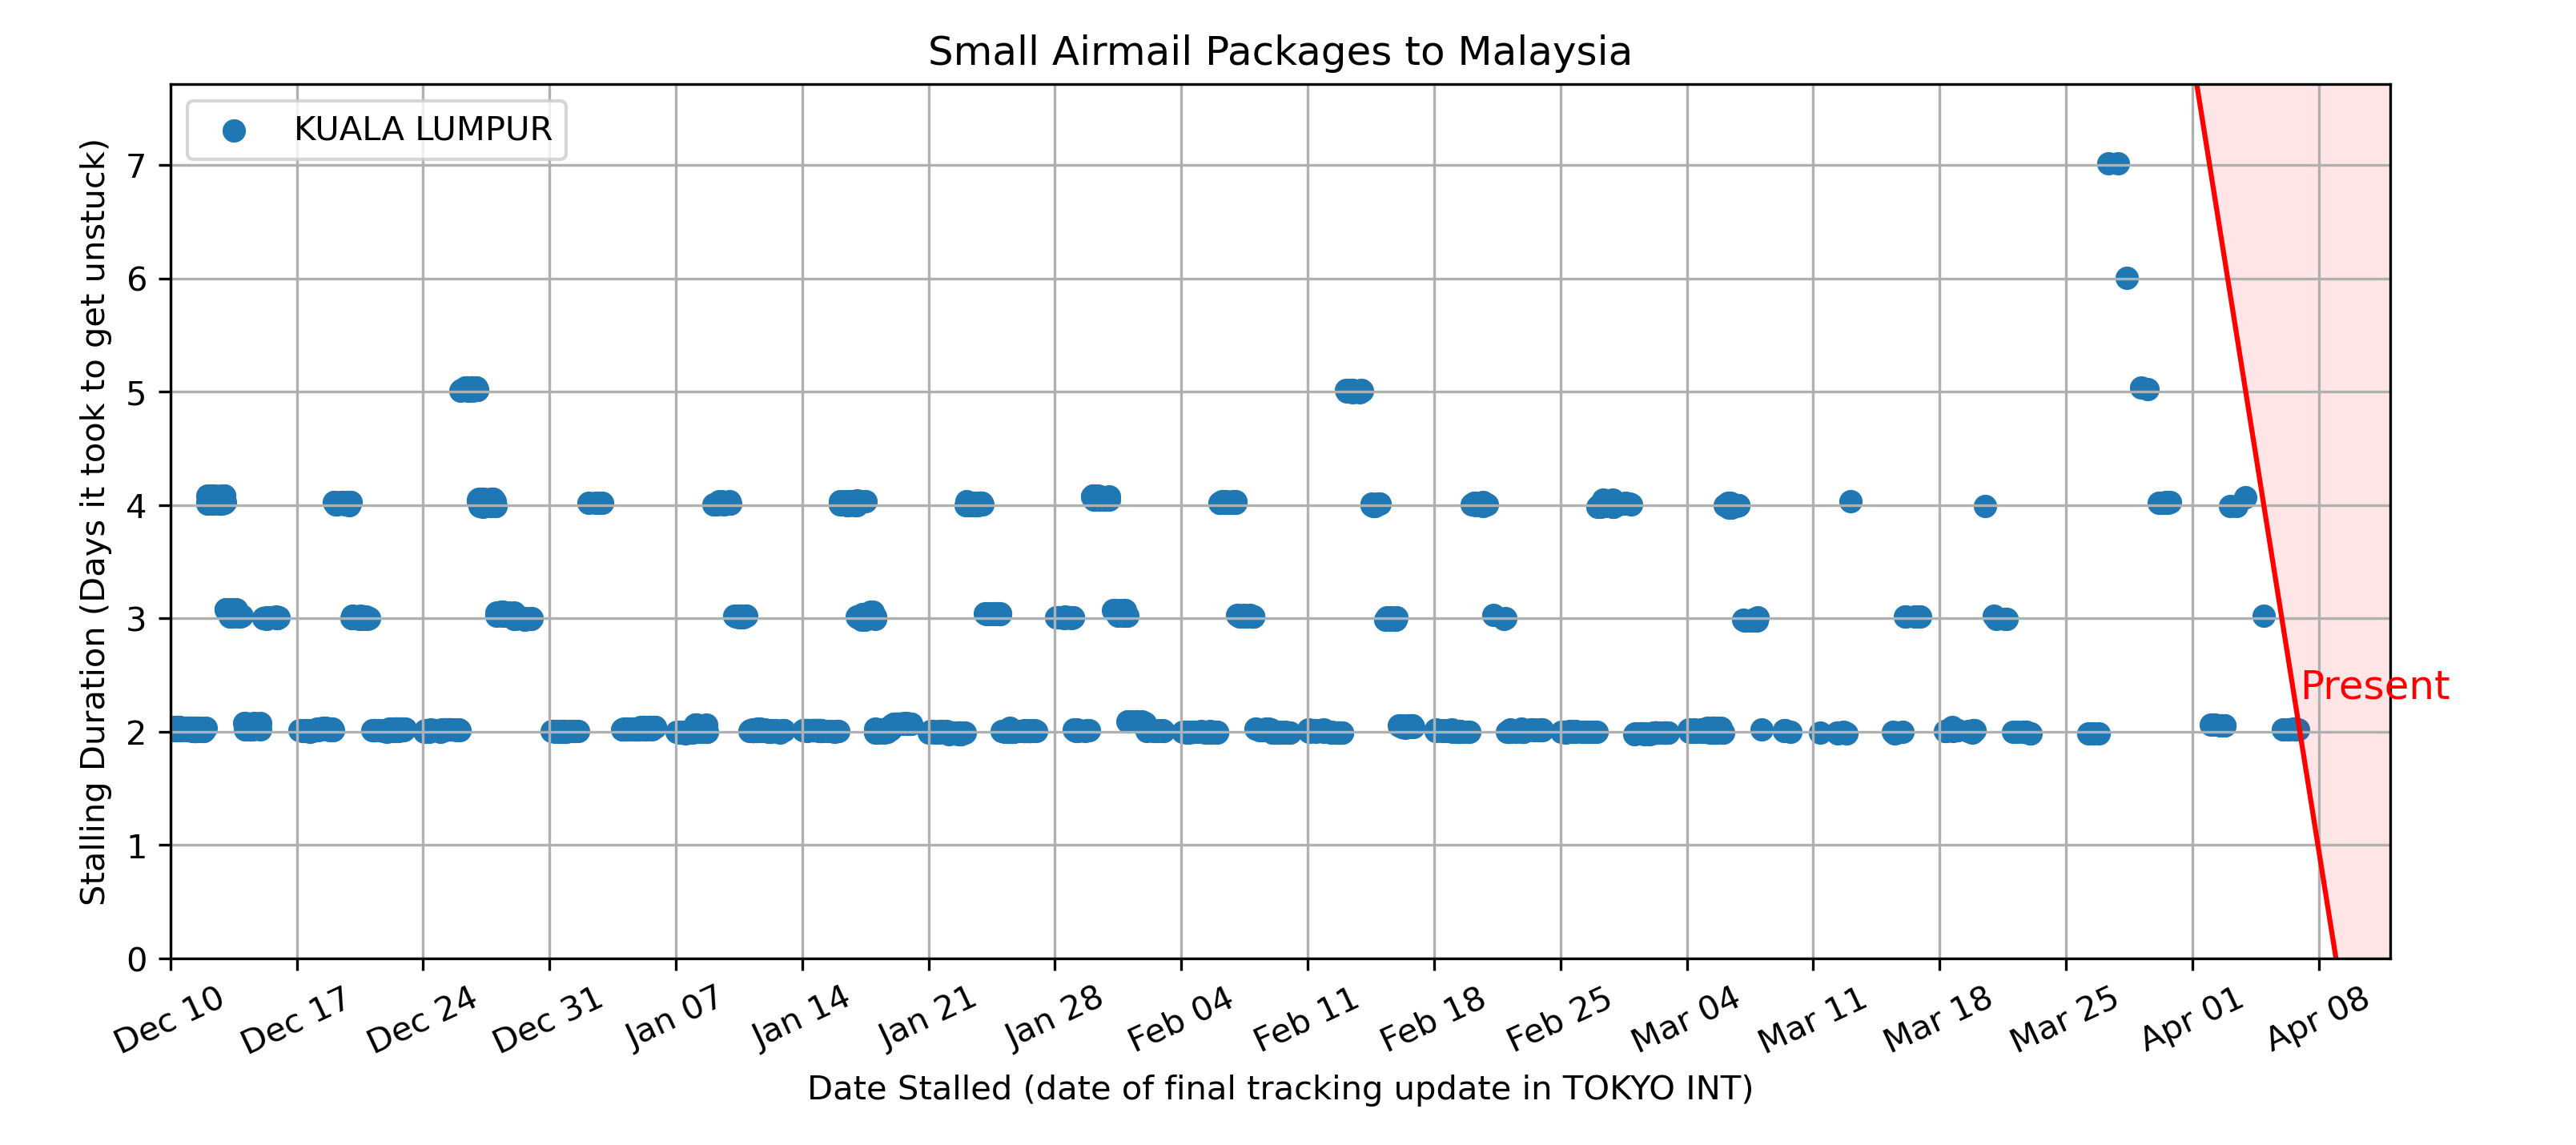 Small Airmail Packages to Malaysia
KUALA LUMPUR
Stalling Duration (Days it took to get unstuck)
7
6
5
4
3
2
1
0
Present
Dec 10 Dec 17 Dec 24 Dec 31 Jan 07 Jan 14 Jan 21 Jan 28 Feb 04 Feb 11 Feb 18 Feb 25 Mar 04 Mar 11 Mar 18 Mar 25 Apr 01 Apr 08
Date Stalled (date of final tracking update in TOKYO INT)